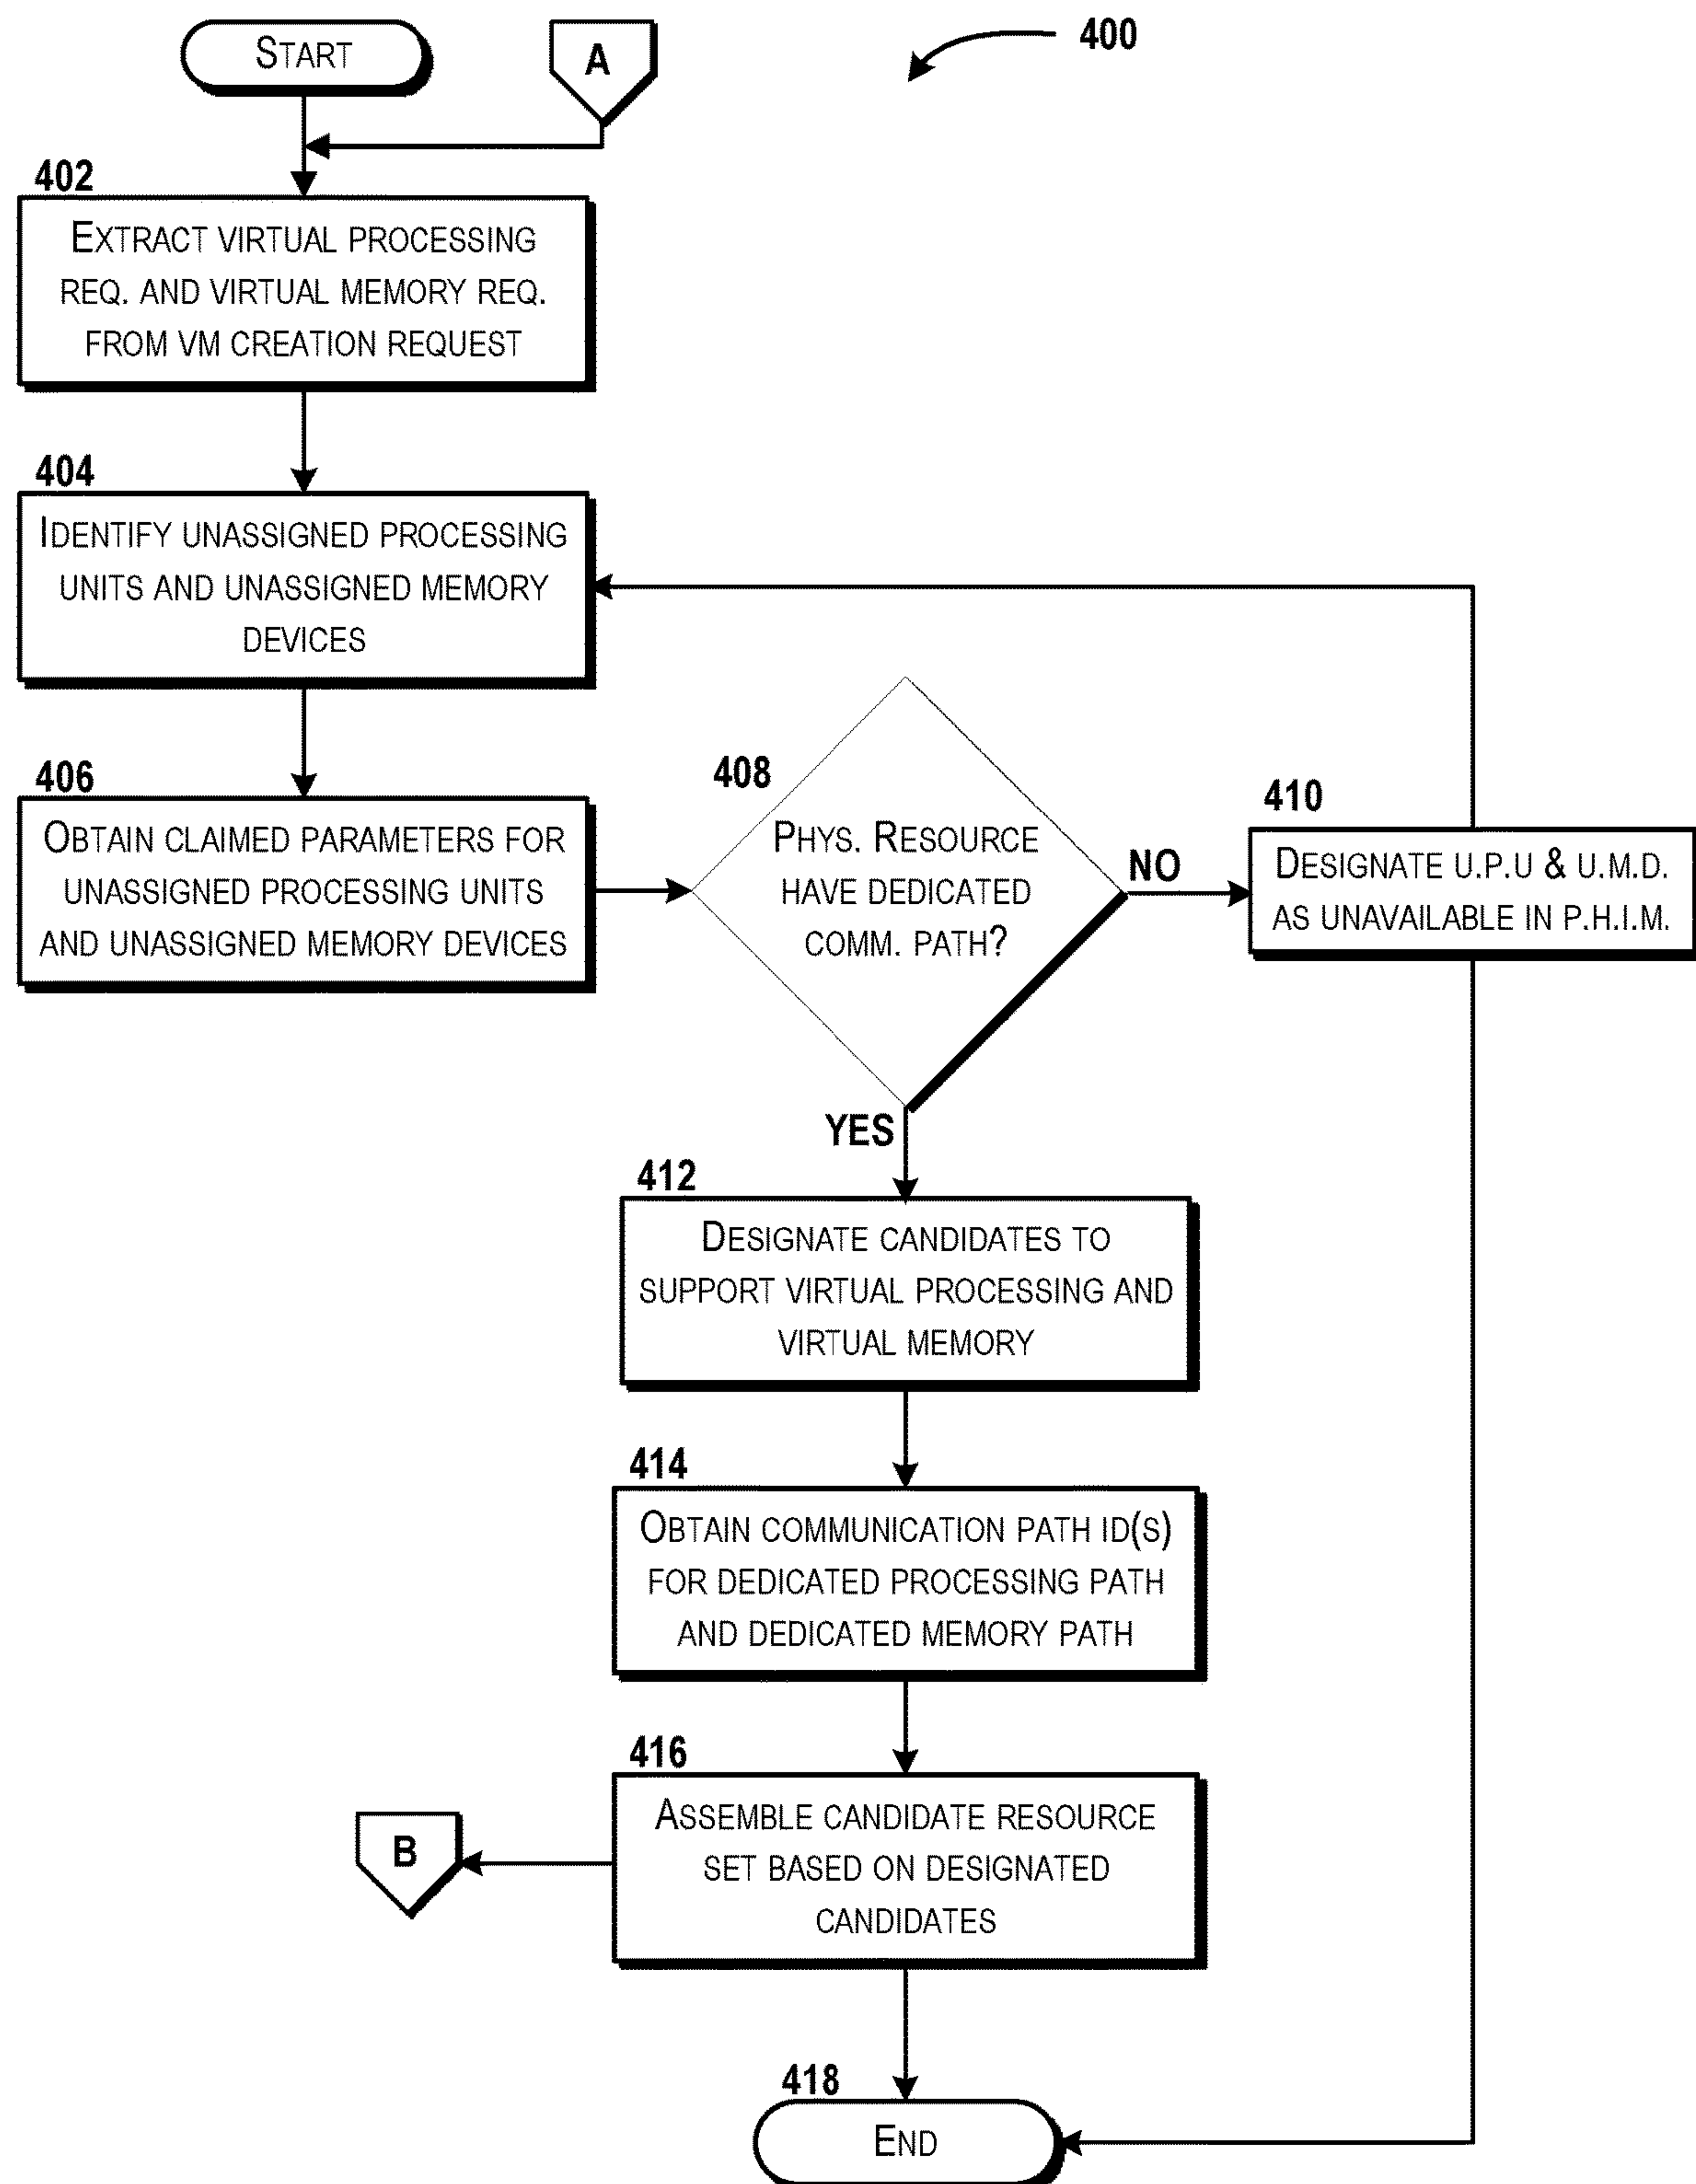 START
A
400
402
EXTRACT VIRTUAL PROCESSING
REQ. AND VIRTUAL MEMORY REQ.
FROM VM CREATION REQUEST
404
IDENTIFY UNASSIGNED PROCESSING
UNITS AND UNASSIGNED MEMORY
DEVICES
406
OBTAIN CLAIMED PARAMETERS FOR
UNASSIGNED PROCESSING UNITS
AND UNASSIGNED MEMORY DEVICES
408
PHYS. RESOURCE
HAVE DEDICATED
COMM. PATH?
NO
410
DESIGNATE U.P.U & U.M.D.
AS UNAVAILABLE IN P.H.I.M.
YES
412
DESIGNATE CANDIDATES TO
SUPPORT VIRTUAL PROCESSING AND
VIRTUAL MEMORY
414
OBTAIN COMMUNICATION PATH ID(S)
FOR DEDICATED PROCESSING PATH
AND DEDICATED MEMORY PATH
416
ASSEMBLE CANDIDATE RESOURCE
SET BASED ON DESIGNATED
CANDIDATES
B
418
END